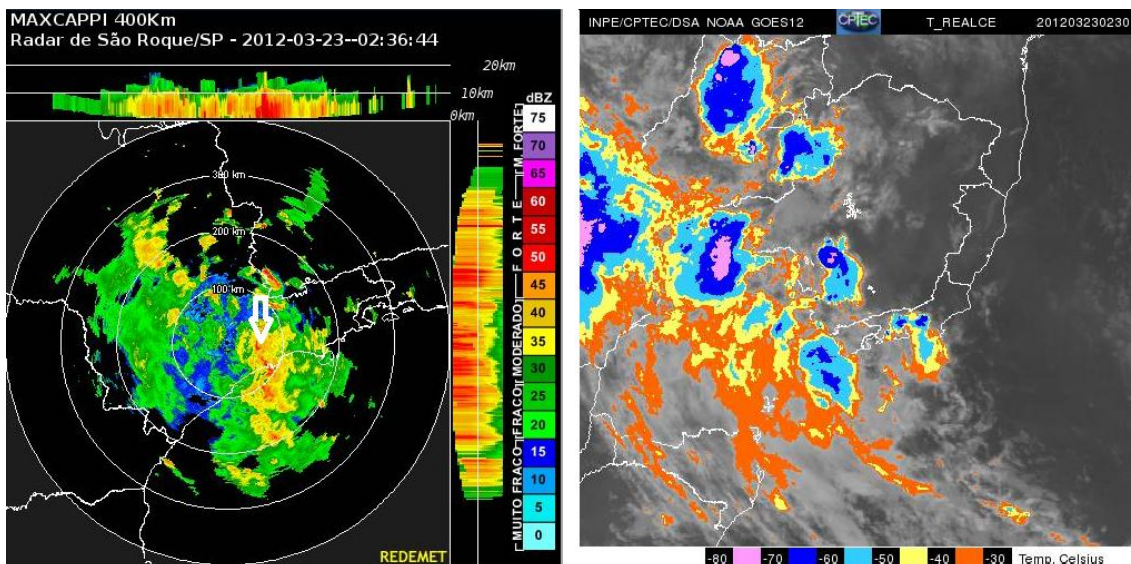 MAXCAPPI 400Km
Radar de São Roque/SP - 2012-03-23--02:36:44
20km
10km
0km
300 km
200 km
100 km
dBZ
75
70
65
60
55
50
45
40
35
30
25
20
15
10
5
0
MUITO FRACO
FRACO
MODERADO
FORTE
M. FORTE
REDEMET
INPE/CPTEC/DSA NOAA GOES12
CPTEC
T_REALCE
201203230230
-80 -70 -60 -50 -40 -30 Temp. Celsius